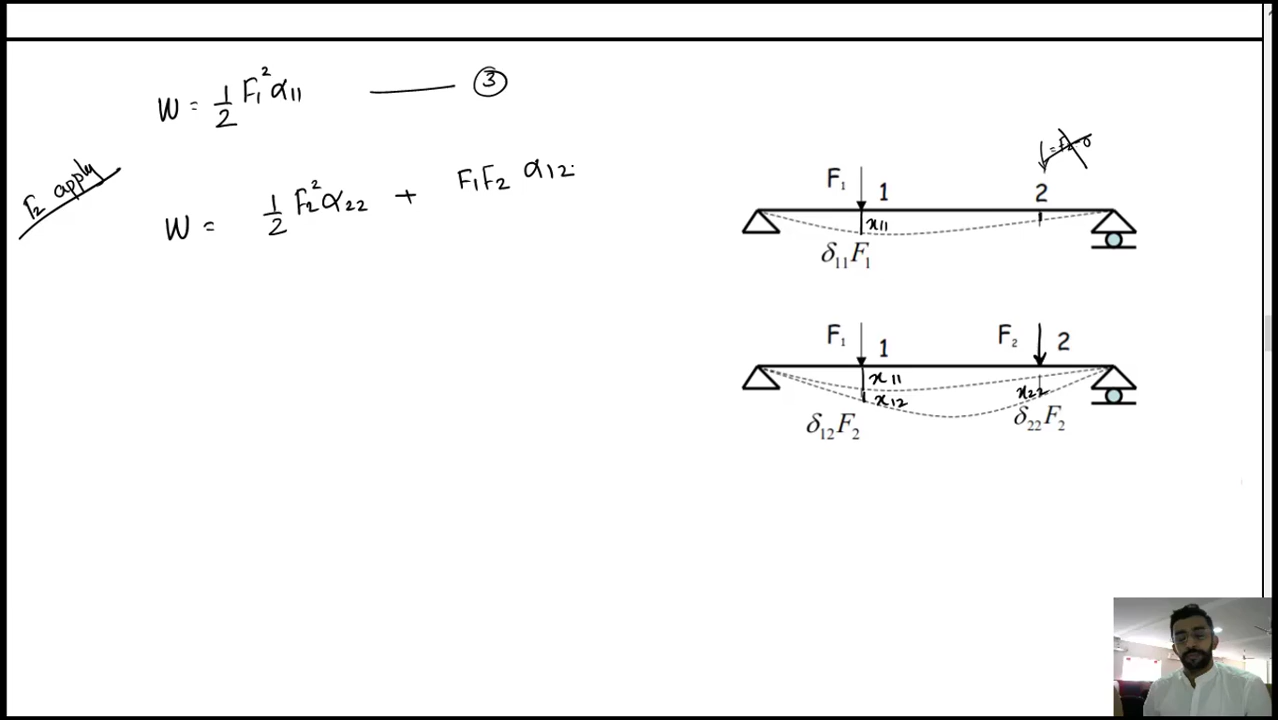 W = 1/2 F₁² α₁₁ ——— ③
F₂ apply
W = 1/2 F₂² α₂₂ + F₁F₂ α₁₂.
F₁ 1 2
x₁₁
δ₁₁F₁
F₁ 1 F₂ 2
x₁₁
x₁₂ x₂₂
δ₁₂F₂ δ₂₂F₂